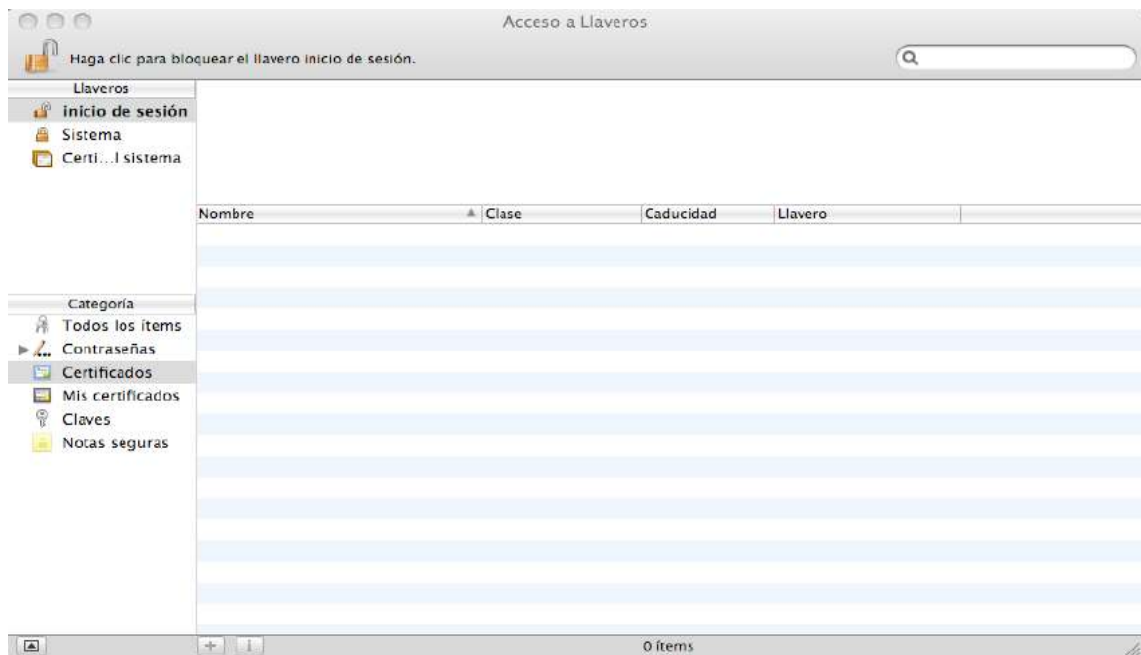 Acceso a Llaveros
Haga clic para bloquear el llavero inicio de sesión.
Llaveros
inicio de sesión
Sistema
Certi...l sistema
Nombre Clase Caducidad Llavero
Categoría
Todos los ítems
Contraseñas
Certificados
Mis certificados
Claves
Notas seguras
0 ítems